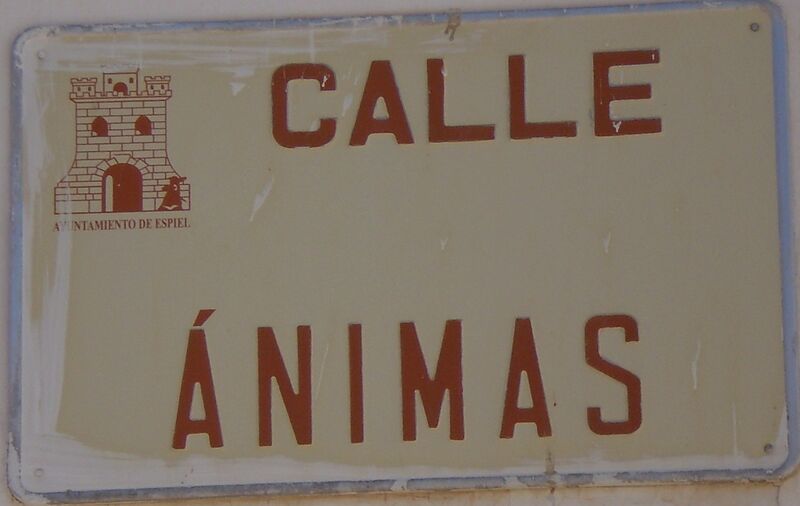 CALLE
AYUNTAMIENTO DE ESPIEL
ÁNIMAS